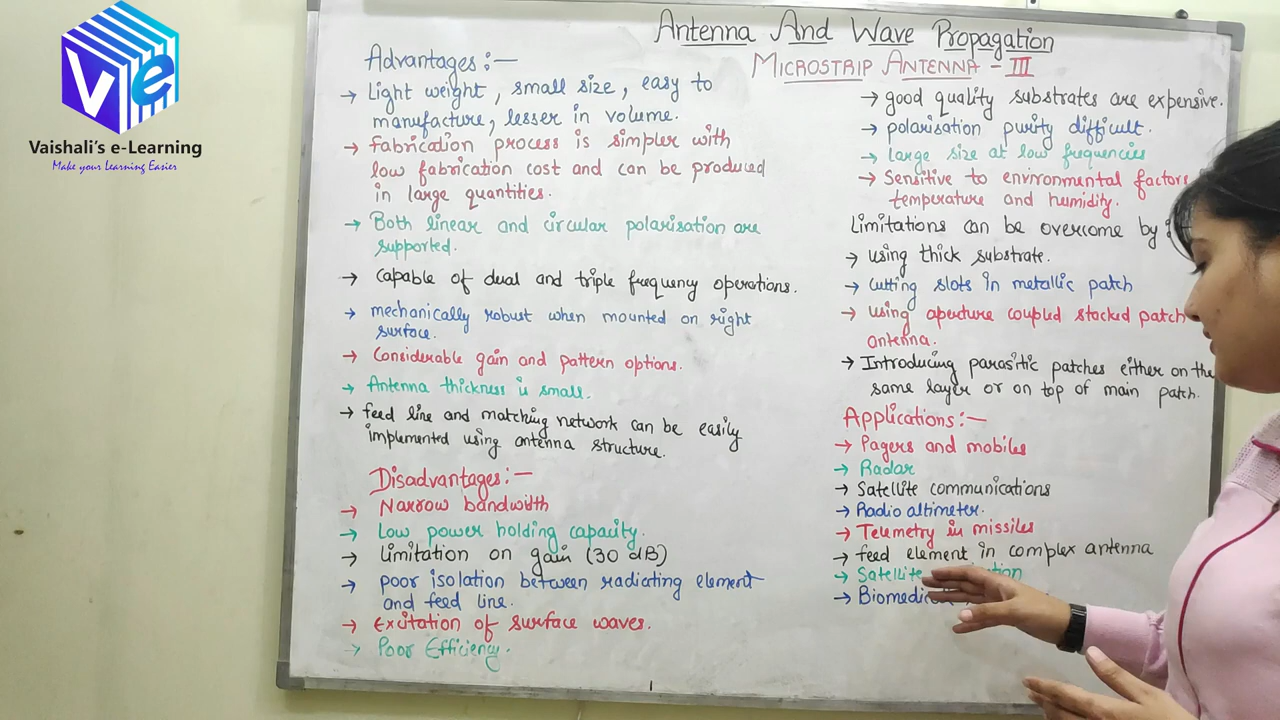 Ve
Vaishali's e-Learning
Make your Learning Easier
Antenna And Wave Propagation
MICROSTRIP ANTENNA - III
Advantages :-
→ Light weight, small size, easy to
manufacture, lesser in volume.
→ Fabrication process is simpler with
low fabrication cost and can be produced
in large quantities.
→ Both linear and circular polarisation are
supported.
→ capable of dual and triple frequency operations.
→ mechanically robust when mounted on right
surface.
→ Considerable gain and pattern options.
→ Antenna thickness is small.
→ feed line and matching network can be easily
implemented using antenna structure.
Disadvantages :-
→ Narrow bandwidth
→ Low power holding capacity.
→ limitation on gain (30 dB)
→ poor isolation between radiating element
and feed line.
→ Excitation of surface waves.
→ Poor Efficiency.
→ good quality substrates are expensive.
→ polarisation purity difficult.
→ large size at low frequencies
→ Sensitive to environmental factors
temperature and humidity.
Limitations can be overcome by
→ using thick substrate.
→ cutting slots in metallic patch
→ using aperture coupled stacked patch
antenna.
→ Introducing parasitic patches either on the
same layer or on top of main patch.
Applications :-
→ Pagers and mobiles
→ Radar
→ Satellite communications
→ Radio altimeter.
→ Telemetry in missiles
→ feed element in complex antenna
→ Satellite
→